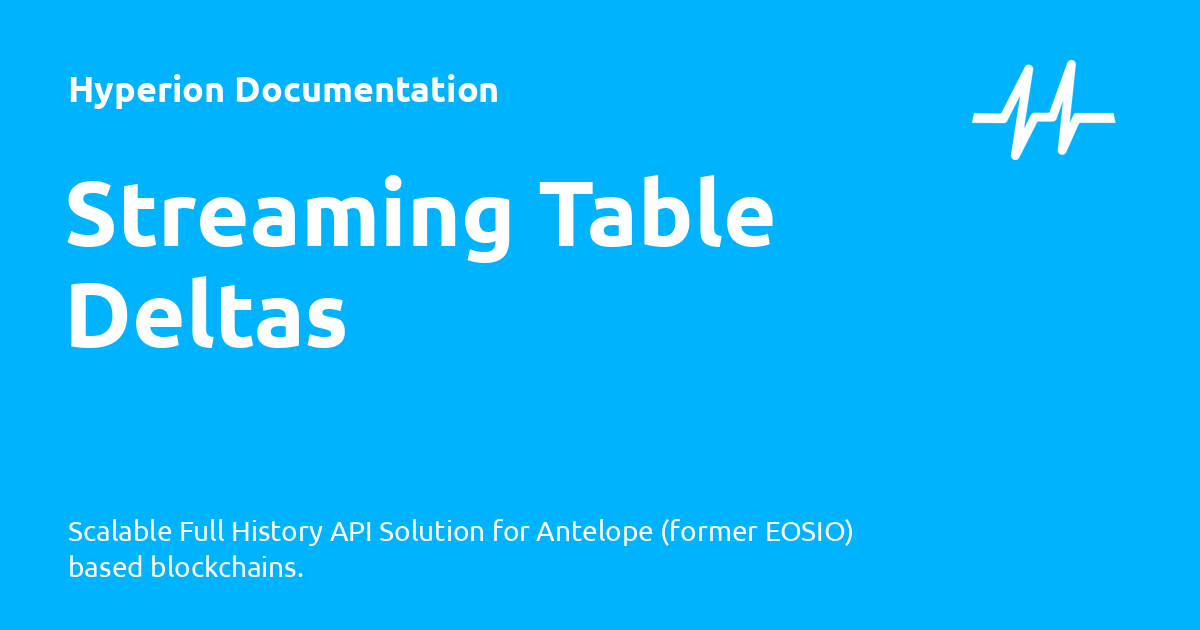 Hyperion Documentation
Streaming Table
Deltas
Scalable Full History API Solution for Antelope (former EOSIO)
based blockchains.